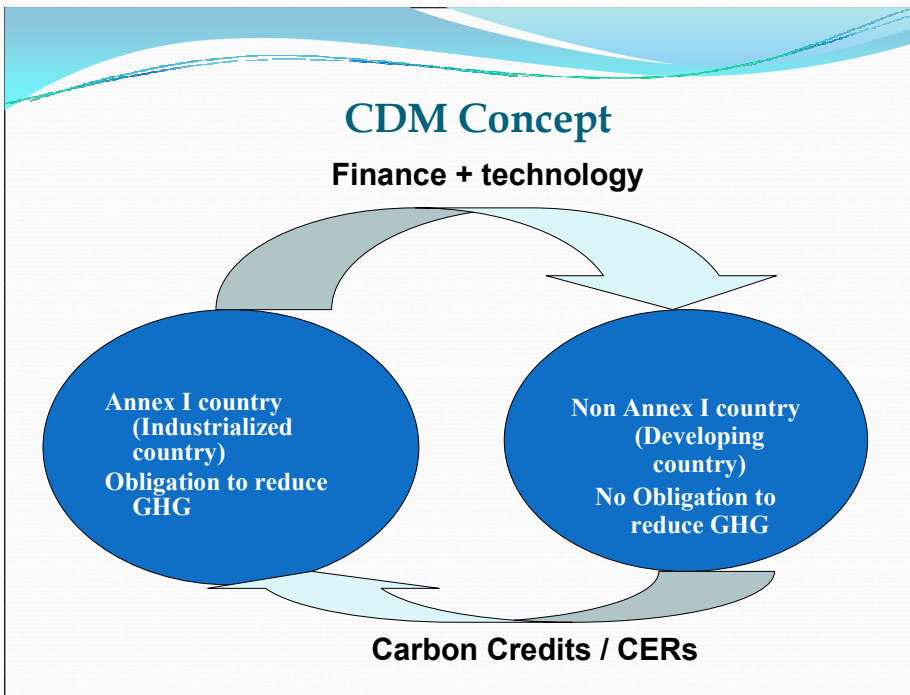 CDM Concept
Finance + technology
Annex I country
(Industrialized
country)
Obligation to reduce
GHG
Non Annex I country
(Developing
country)
No Obligation to
reduce GHG
Carbon Credits / CERs